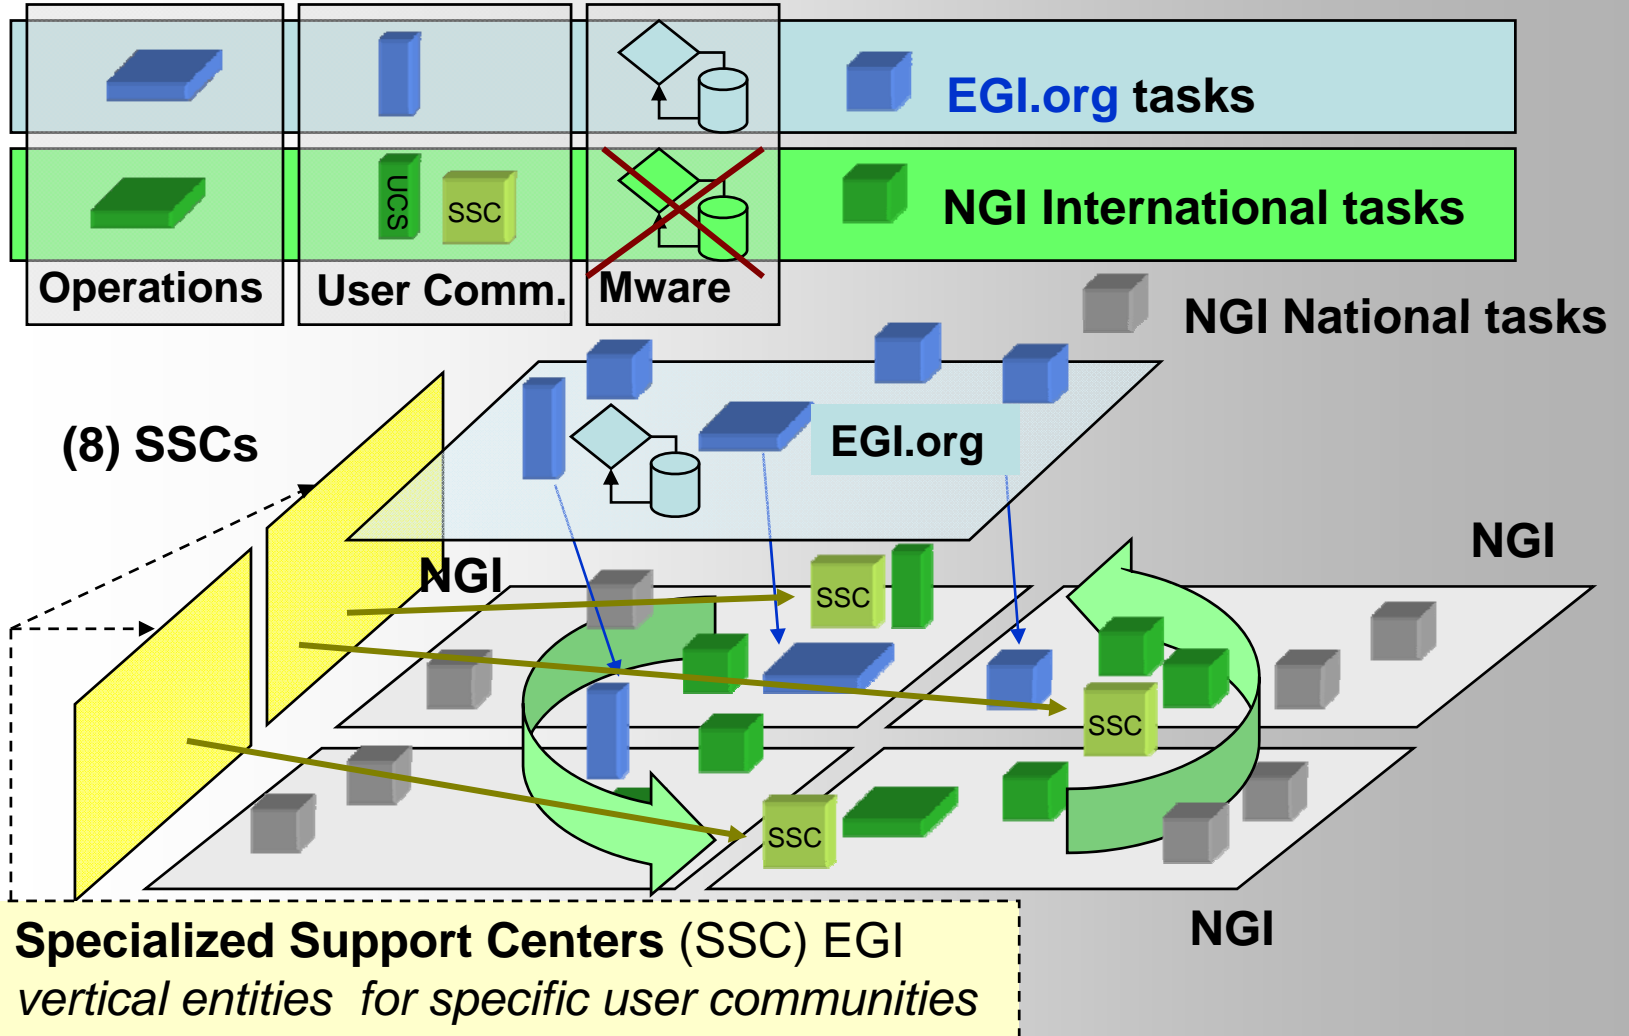 EGI.org tasks
UCS
SSC
NGI International tasks
Operations
User Comm.
Mware
NGI National tasks
(8) SSCs
EGI.org
NGI
NGI
SSC
SSC
SSC
NGI
Specialized Support Centers (SSC) EGI
vertical entities for specific user communities